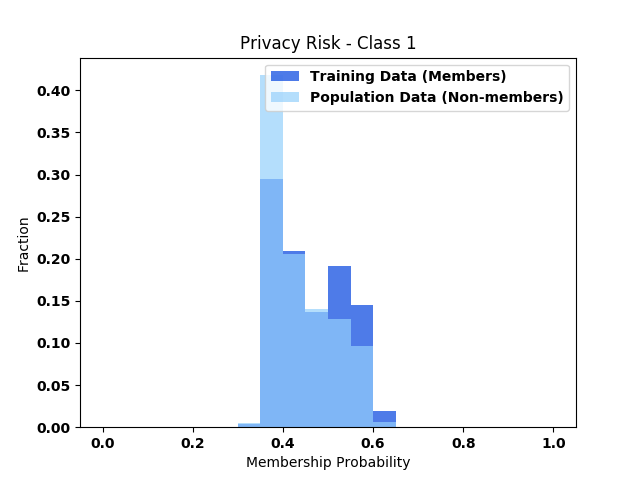 Privacy Risk - Class 1
Training Data (Members)
Population Data (Non-members)
0.40
0.35
0.30
0.25
0.20
0.15
0.10
0.05
0.00
Fraction
0.0 0.2 0.4 0.6 0.8 1.0
Membership Probability